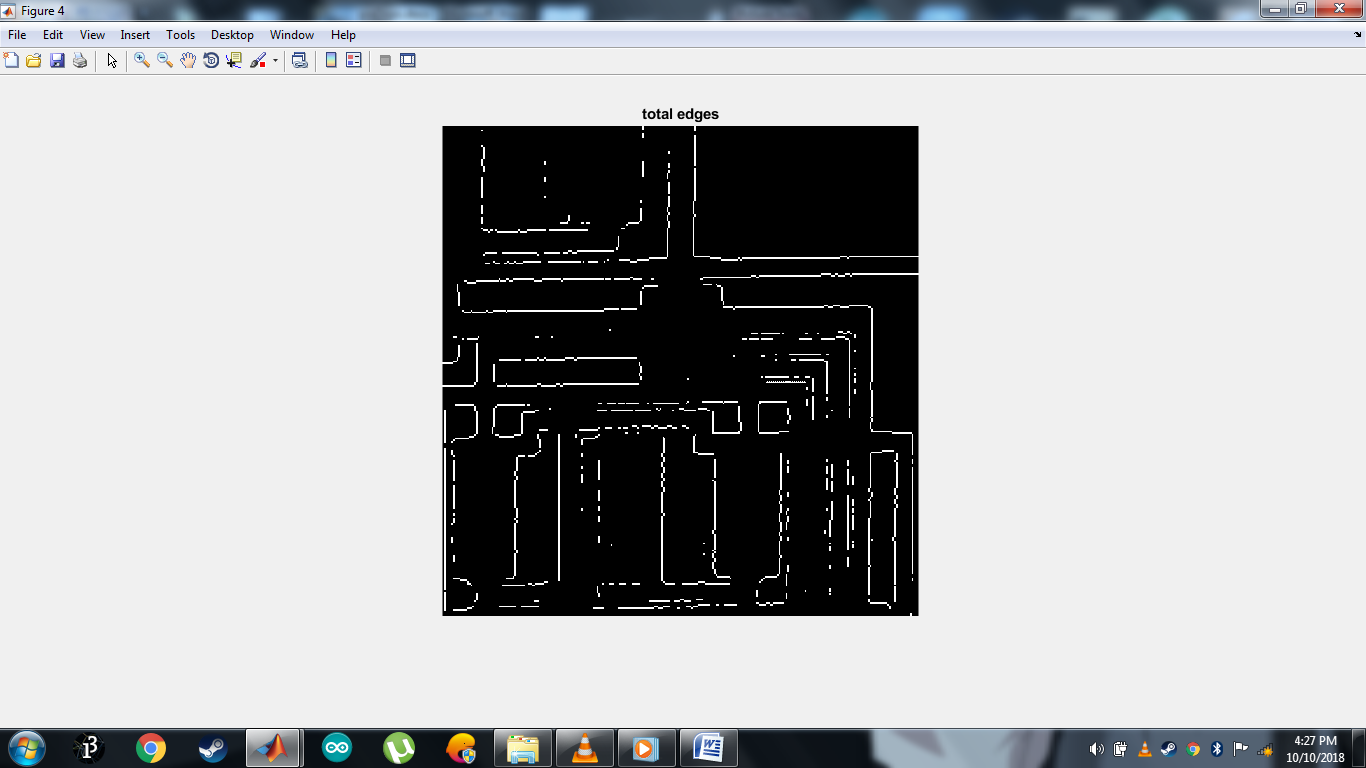 Figure 4
File Edit View Insert Tools Desktop Window Help
total edges
4:27 PM
10/10/2018